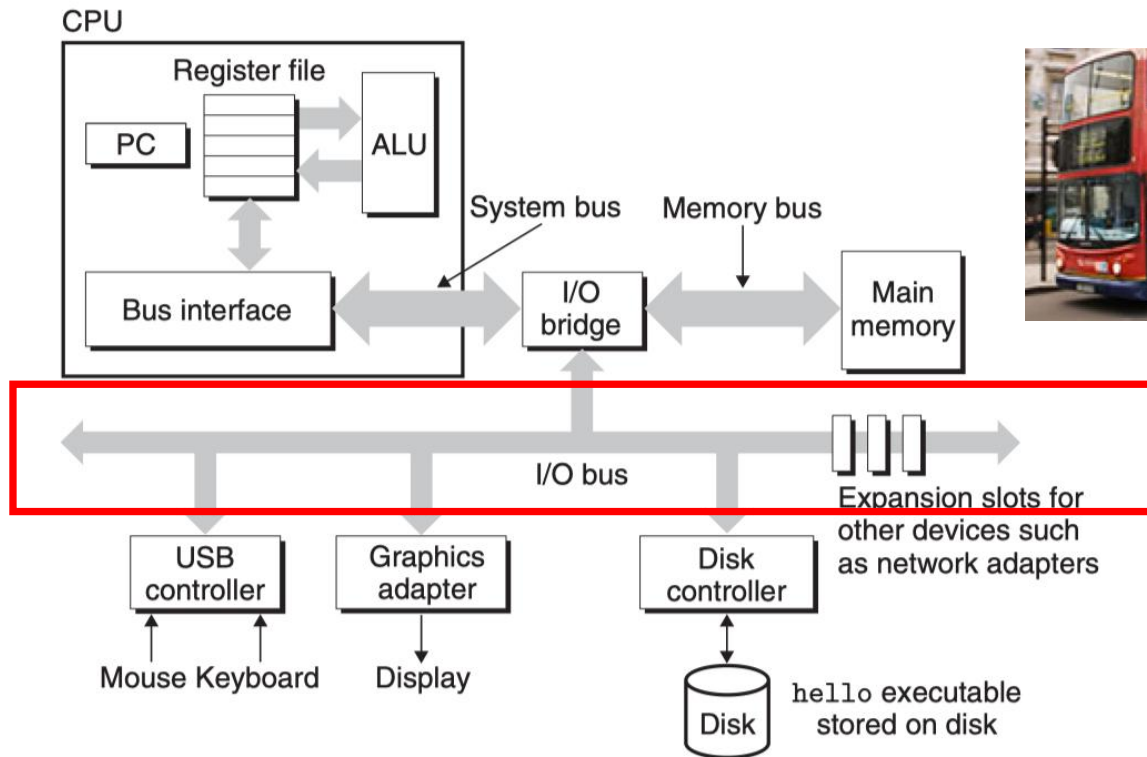 CPU
Register file
PC
ALU
System bus
Memory bus
Bus interface
I/O
bridge
Main
memory
I/O bus
Expansion slots for
other devices such
as network adapters
USB
controller
Graphics
adapter
Disk
controller
Mouse Keyboard
Display
Disk
hello executable
stored on disk